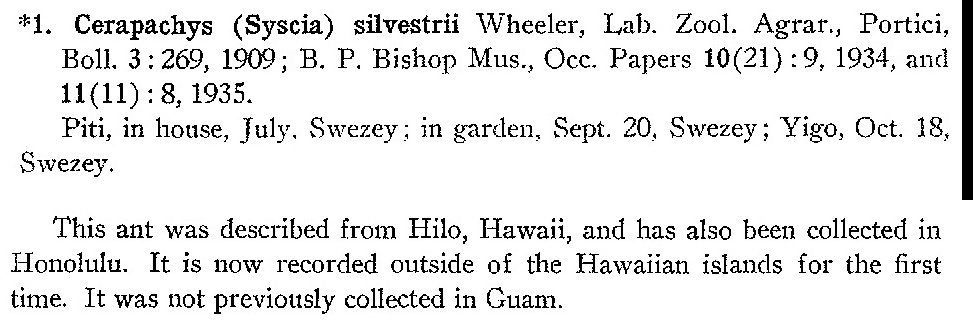 *1. Cerapachys (Syscia) silvestrii Wheeler, Lab. Zool. Agrar., Portici,
Boll. 3:269, 1909; B. P. Bishop Mus., Occ. Papers 10(21):9, 1934, and
11(11):8, 1935.
Piti, in house, July, Swezey; in garden, Sept. 20, Swezey; Yigo, Oct. 18,
Swezey.
This ant was described from Hilo, Hawaii, and has also been collected in
Honolulu. It is now recorded outside of the Hawaiian islands for the first
time. It was not previously collected in Guam.